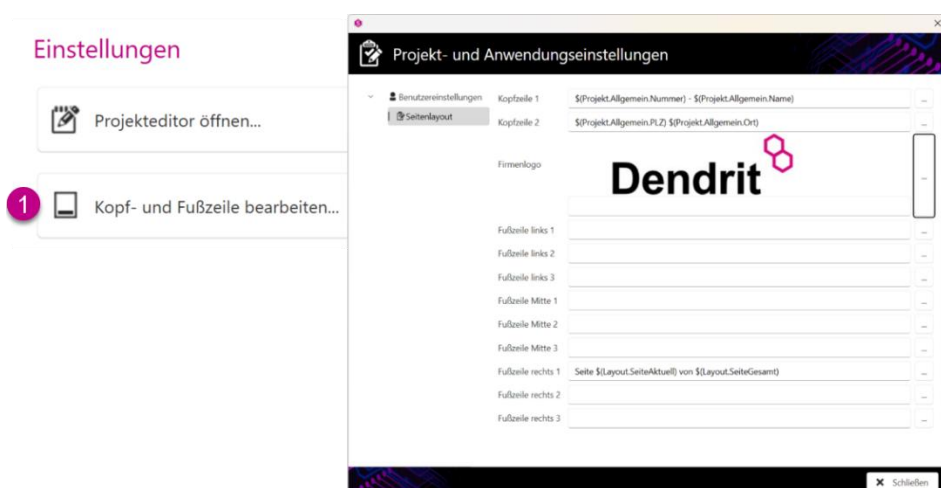 Einstellungen
Projekteditor öffnen...
1
Kopf- und Fußzeile bearbeiten...
Projekt- und Anwendungseinstellungen
Benutzereinstellungen
Seitenlayout
Kopfzeile 1 $(Projekt.Allgemein.Nummer) - $(Projekt.Allgemein.Name) ...
Kopfzeile 2 $(Projekt.Allgemein.PLZ) $(Projekt.Allgemein.Ort) ...
Firmenlogo Dendrit ...
Fußzeile links 1 ...
Fußzeile links 2 ...
Fußzeile links 3 ...
Fußzeile Mitte 1 ...
Fußzeile Mitte 2 ...
Fußzeile Mitte 3 ...
Fußzeile rechts 1 Seite $(Layout.SeiteAktuell) von $(Layout.SeiteGesamt) ...
Fußzeile rechts 2 ...
Fußzeile rechts 3 ...
Schließen